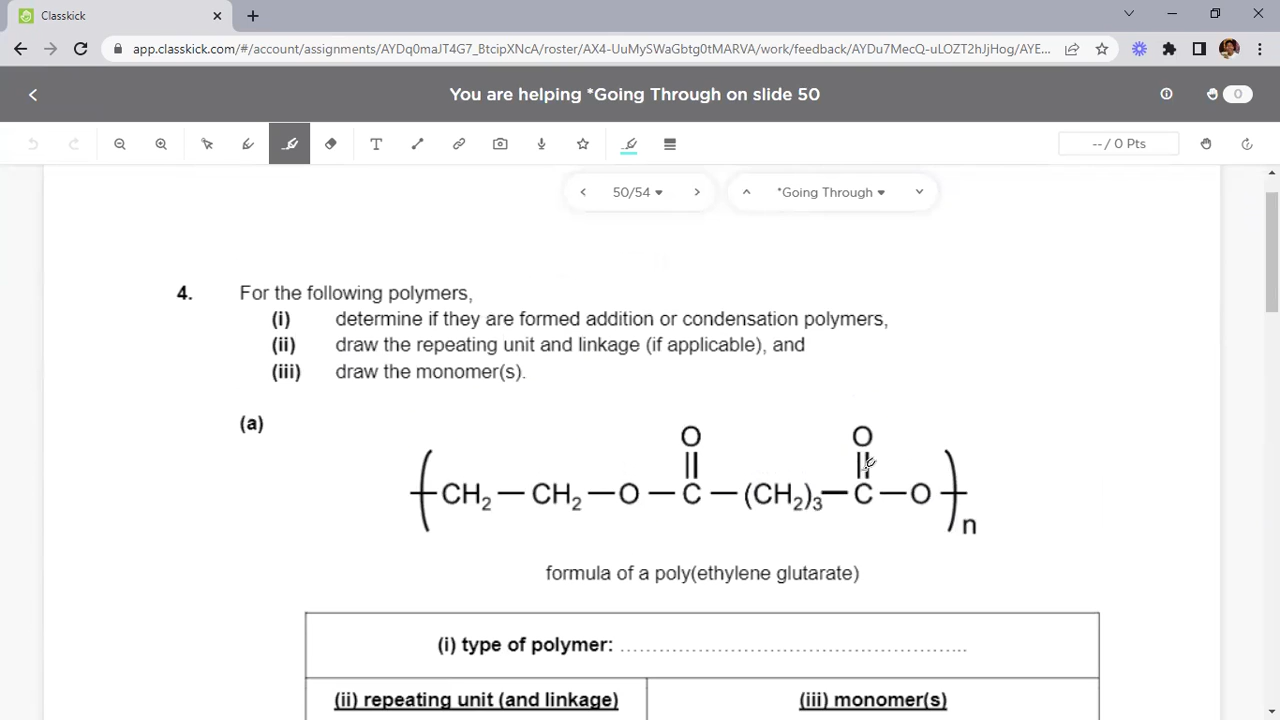 Classkick
app.classkick.com/#/account/assignments/AYDq0maJT4G7_BtcipXNcA/roster/AX4-UuMySWaGbtg0tMARVA/work/feedback/AYDu7MecQ-uLOZT2hJjHog/AYE...
You are helping *Going Through on slide 50
0
T
-- / 0 Pts
50/54
*Going Through
4. For the following polymers,
(i) determine if they are formed addition or condensation polymers,
(ii) draw the repeating unit and linkage (if applicable), and
(iii) draw the monomer(s).
(a)
O O
CH2 — CH2 — O — C — (CH2)3 — C — O
n
formula of a poly(ethylene glutarate)
(i) type of polymer: ........................................................
(ii) repeating unit (and linkage)
(iii) monomer(s)